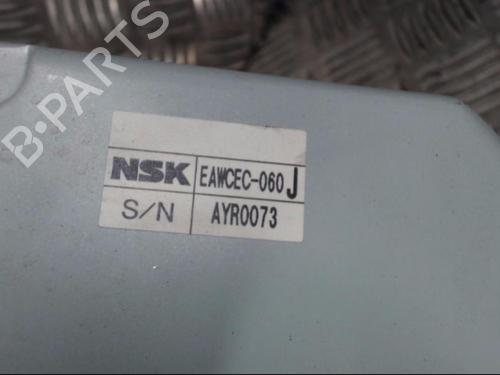 B-PARTS
NSK EAWCEC-060 J
S/N AYR0073